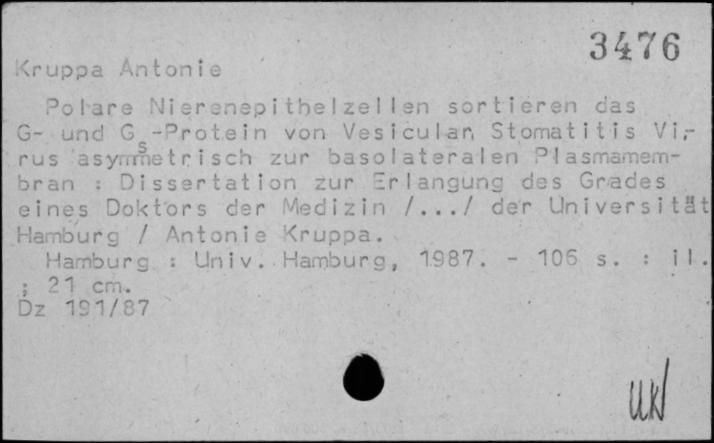 3476
Kruppa Antonie
Polare Nierenepithelzellen sortieren das
G- und Gs-Protein von Vesicular Stomatitis Vi-
rus asymmetrisch zur basolateralen Plasmamem-
bran : Dissertation zur Erlangung des Grades
eines Doktors der Medizin /.../ der Universität
Hamburg / Antonie Kruppa.
Hamburg : Univ. Hamburg, 1987. - 106 s. : il.
; 21 cm.
Dz 191/87